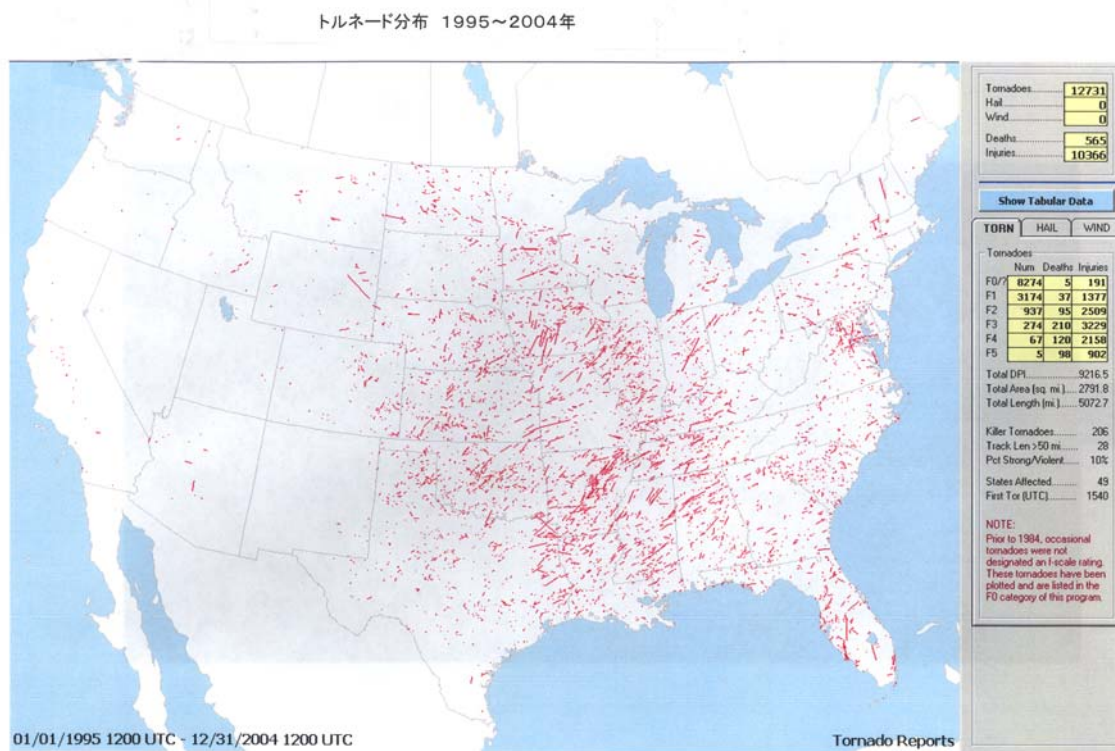 トルネード分布 1995～2004年
Tornadoes 12731
Hail 0
Wind 0
Deaths 565
Injuries 10366
Show Tabular Data
TORN HAIL WIND
Tornadoes
Num Deaths Injuries
F0/? 8274 5 191
F1 3174 37 1377
F2 937 95 2509
F3 274 210 3229
F4 67 120 2158
F5 5 98 902
Total DPI 9216.5
Total Area (sq. mi.) 2791.8
Total Length (mi.) 5072.7
Killer Tornadoes 206
Track Len >50 mi 28
Pct Strong/Violent 10%
States Affected 49
First Tor (UTC) 1540
NOTE:
Prior to 1984, occasional
tornadoes were not
designated an f-scale rating.
These tornadoes have been
plotted and are listed in the
F0 category of this program.
01/01/1995 1200 UTC - 12/31/2004 1200 UTC
Tornado Reports